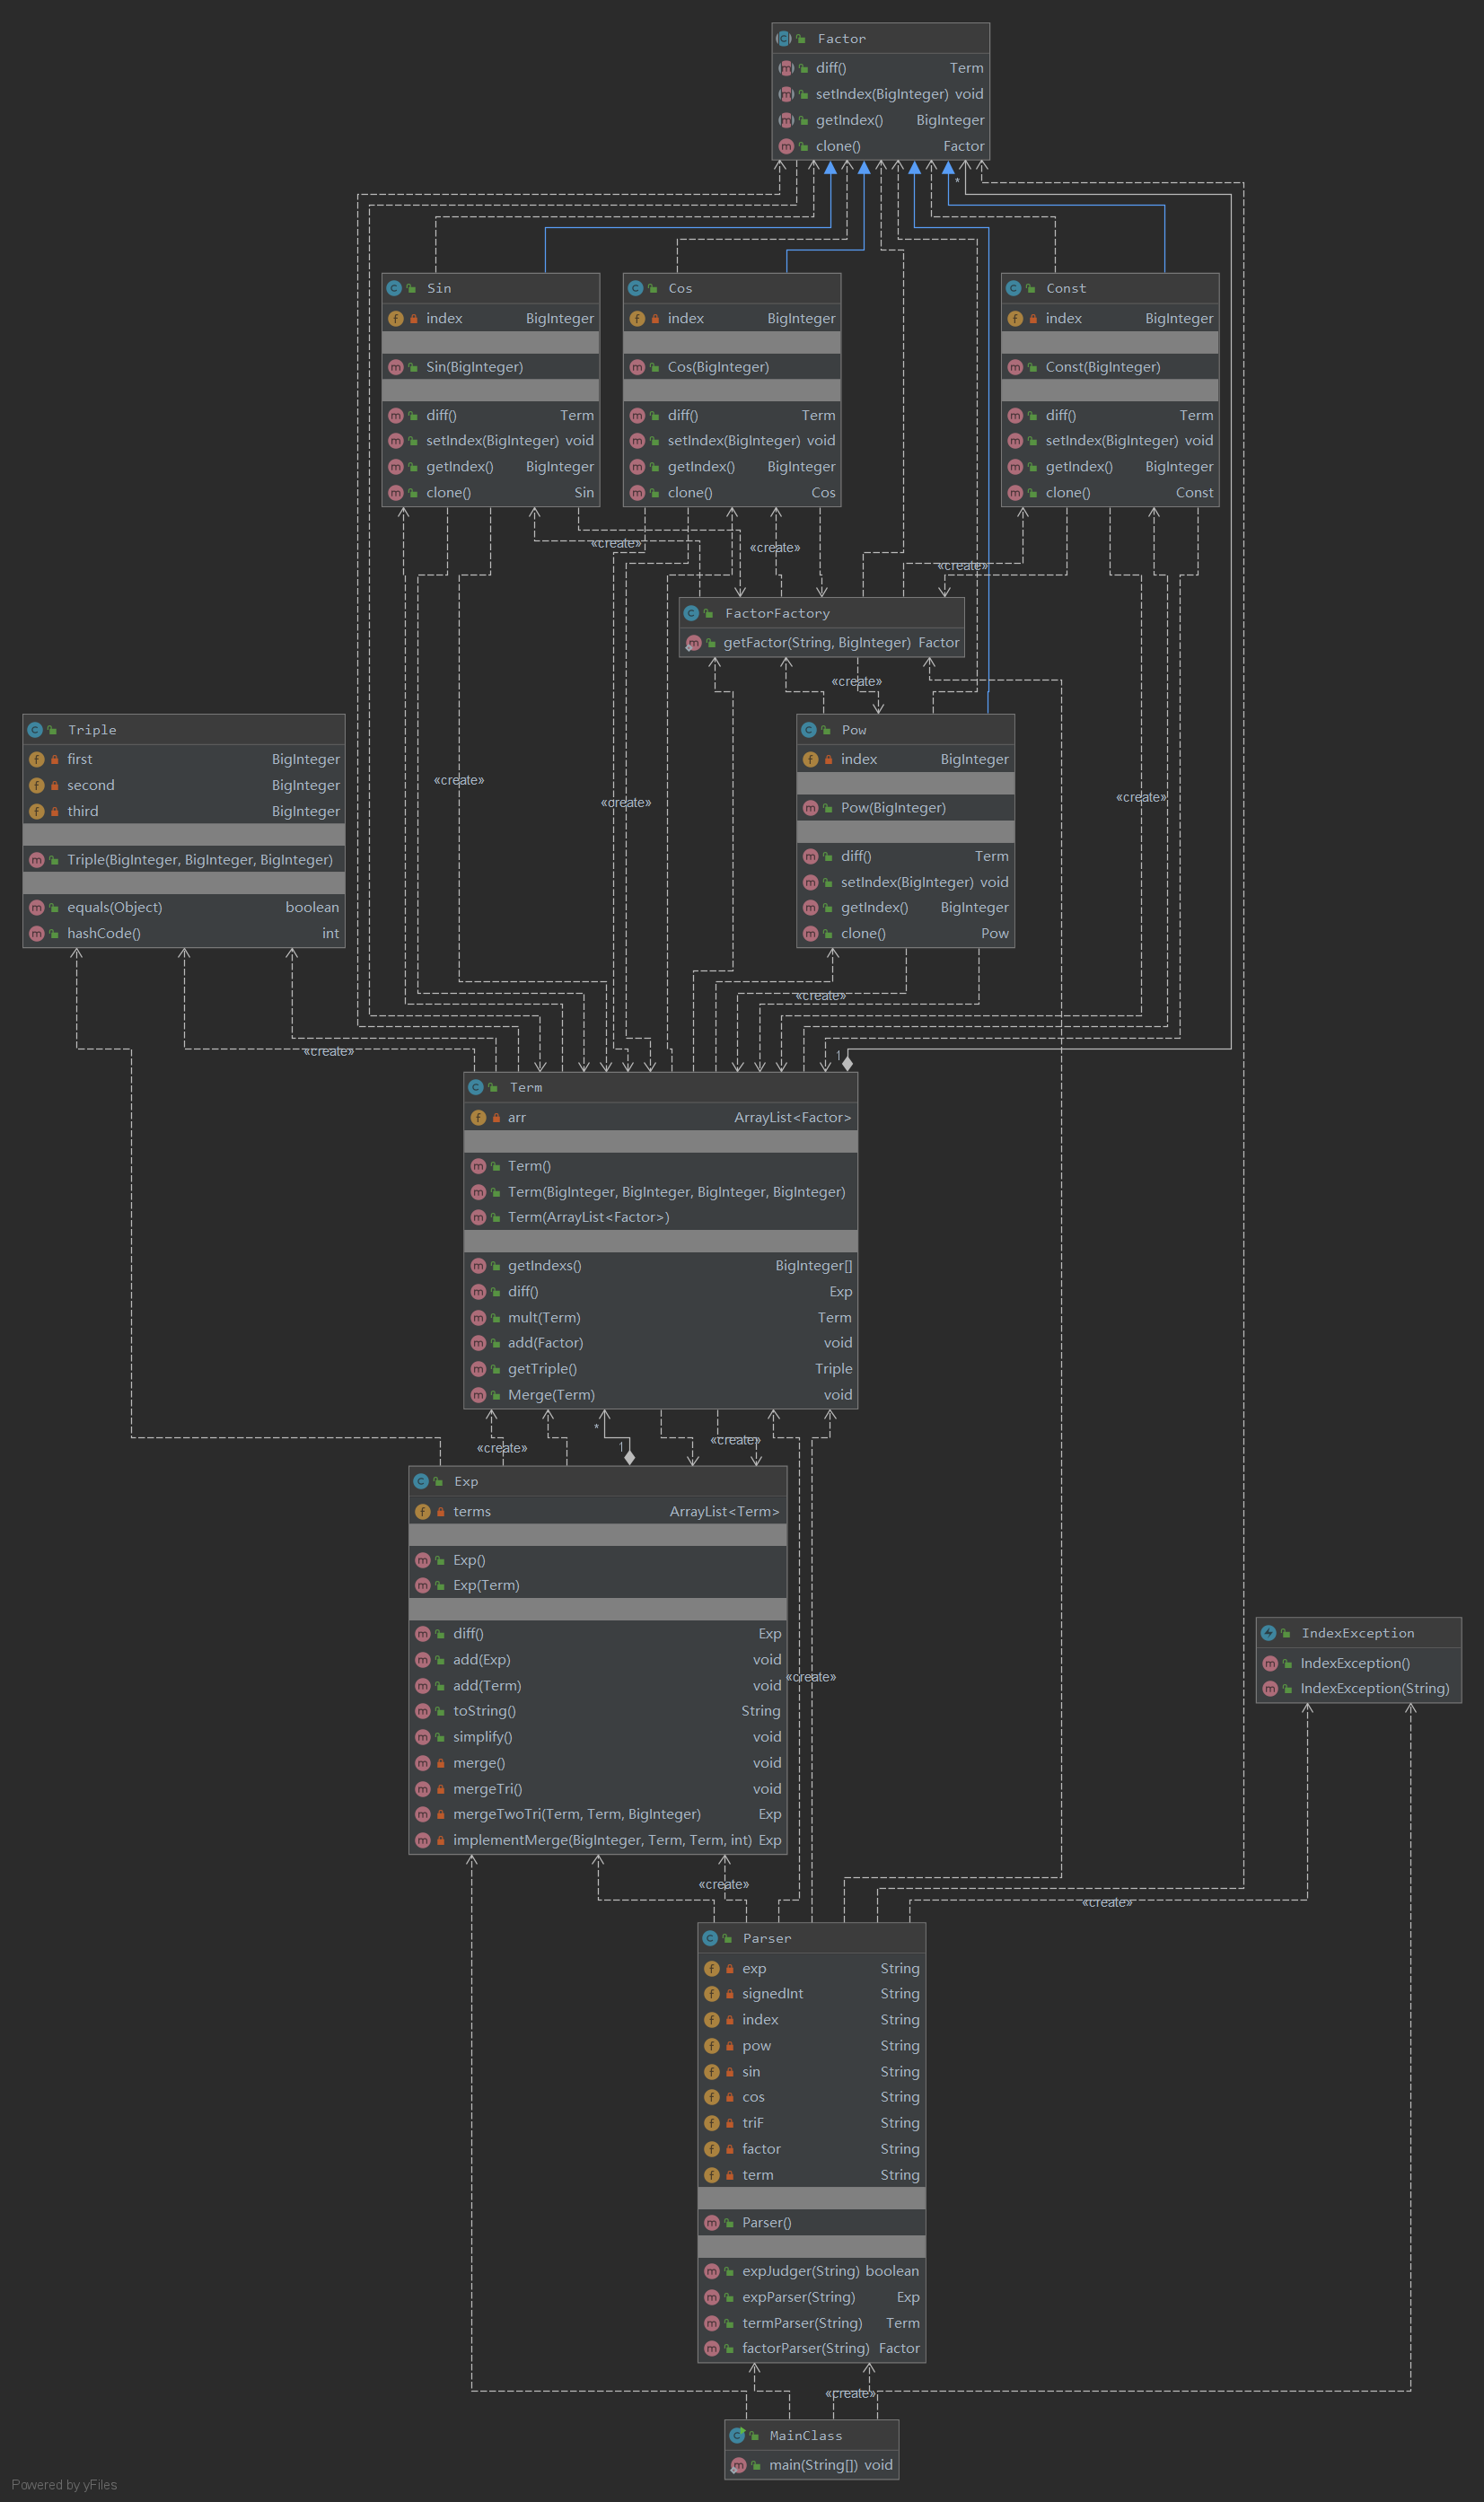 Factor
diff() Term
setIndex(BigInteger) void
getIndex() BigInteger
clone() Factor
*
Sin
index BigInteger
Sin(BigInteger)
diff() Term
setIndex(BigInteger) void
getIndex() BigInteger
clone() Sin
Cos
index BigInteger
Cos(BigInteger)
diff() Term
setIndex(BigInteger) void
getIndex() BigInteger
clone() Cos
Const
index BigInteger
Const(BigInteger)
diff() Term
setIndex(BigInteger) void
getIndex() BigInteger
clone() Const
«create»
«create»
«create»
FactorFactory
getFactor(String, BigInteger) Factor
«create»
Triple
first BigInteger
second BigInteger
third BigInteger
Triple(BigInteger, BigInteger, BigInteger)
equals(Object) boolean
hashCode() int
«create»
«create»
Pow
index BigInteger
Pow(BigInteger)
diff() Term
setIndex(BigInteger) void
getIndex() BigInteger
clone() Pow
«create»
«create»
«create»
1
Term
arr ArrayList<Factor>
Term()
Term(BigInteger, BigInteger, BigInteger, BigInteger)
Term(ArrayList<Factor>)
getIndexs() BigInteger[]
diff() Exp
mult(Term) Term
add(Factor) void
getTriple() Triple
Merge(Term) void
*
«create»
1
«create»
Exp
terms ArrayList<Term>
Exp()
Exp(Term)
diff() Exp
add(Exp) void
add(Term) void
toString() String
simplify() void
merge() void
mergeTri() void
mergeTwoTri(Term, Term, BigInteger) Exp
implementMerge(BigInteger, Term, Term, int) Exp
«create»
IndexException
IndexException()
IndexException(String)
«create»
«create»
Parser
exp String
signedInt String
index String
pow String
sin String
cos String
triF String
factor String
term String
Parser()
expJudger(String) boolean
expParser(String) Exp
termParser(String) Term
factorParser(String) Factor
«create»
MainClass
main(String[]) void
Powered by yFiles